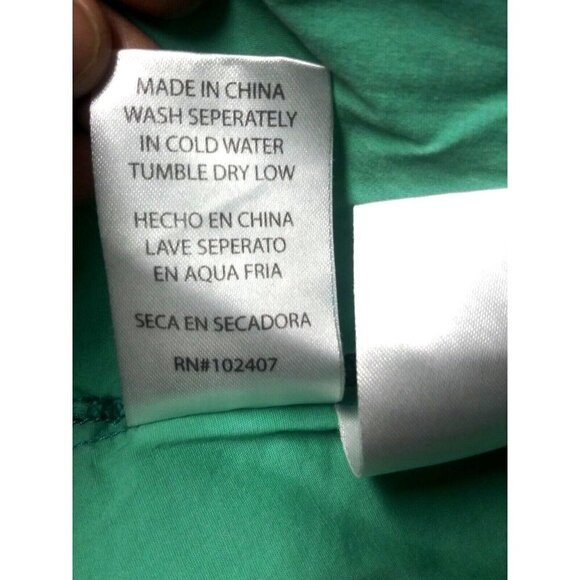 MADE IN CHINA
WASH SEPERATELY
IN COLD WATER
TUMBLE DRY LOW
HECHO EN CHINA
LAVE SEPERATO
EN AQUA FRIA
SECA EN SECADORA
RN#102407